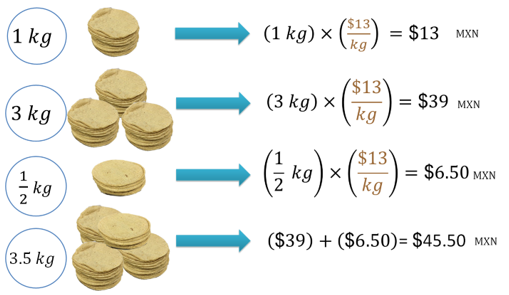 1 kg (1 kg) × ($13/kg) = $13 MXN
3 kg (3 kg) × ($13/kg) = $39 MXN
1/2 kg (1/2 kg) × ($13/kg) = $6.50 MXN
3.5 kg ($39) + ($6.50)= $45.50 MXN